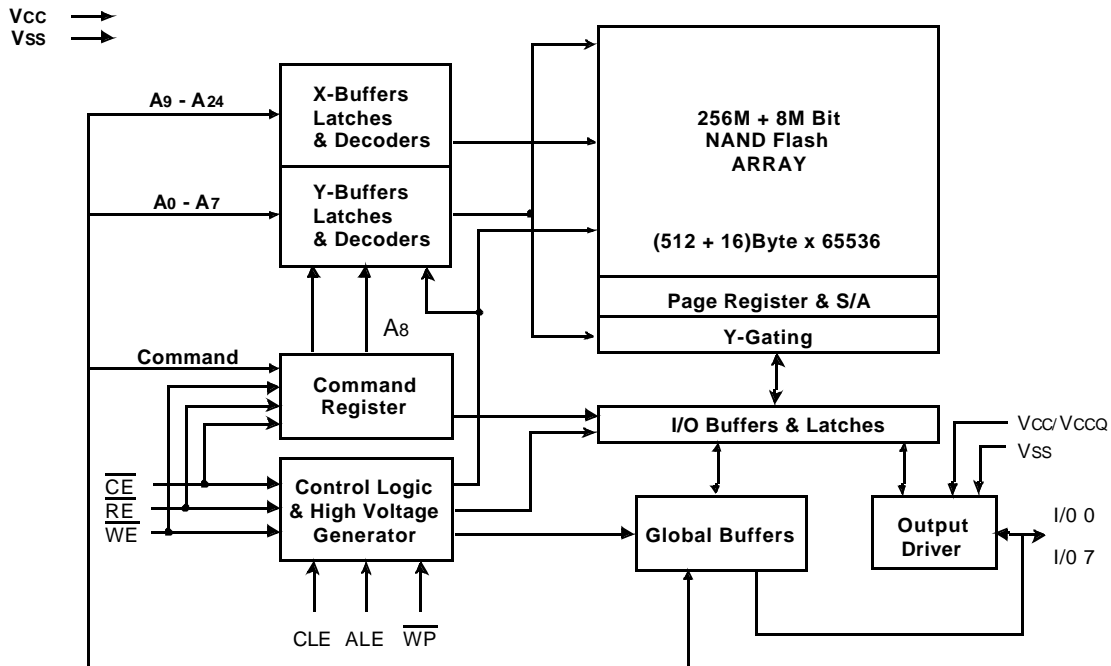 VCC
VSS
A9 - A24
X-Buffers
Latches
& Decoders
256M + 8M Bit
NAND Flash
ARRAY
A0 - A7
Y-Buffers
Latches
& Decoders
(512 + 16)Byte x 65536
Page Register & S/A
Y-Gating
A8
Command
Command
Register
I/O Buffers & Latches
VCC/VCCQ
VSS
CE
RE
WE
Control Logic
& High Voltage
Generator
Global Buffers
Output
Driver
I/0 0
I/0 7
CLE
ALE
WP